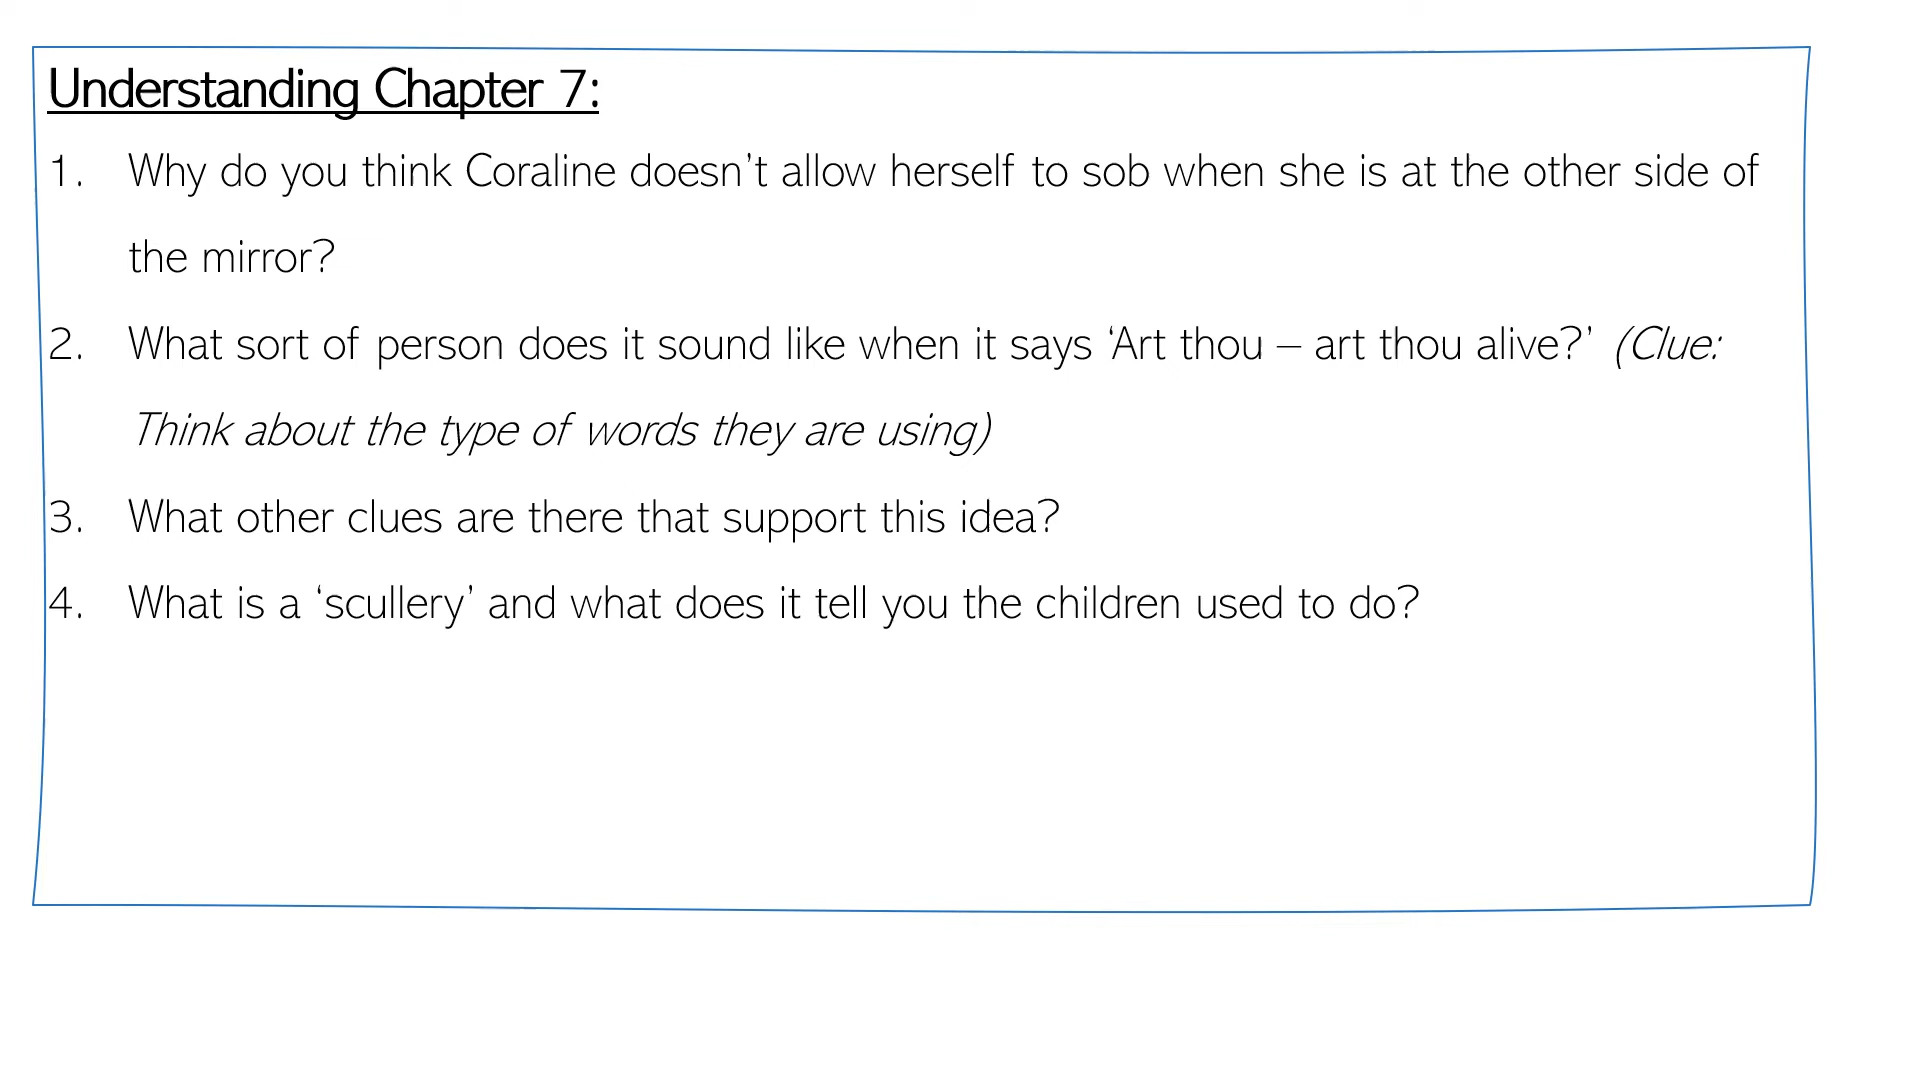 Understanding Chapter 7:
1. Why do you think Coraline doesn’t allow herself to sob when she is at the other side of
the mirror?
2. What sort of person does it sound like when it says ‘Art thou – art thou alive?’ (Clue:
Think about the type of words they are using)
3. What other clues are there that support this idea?
4. What is a ‘scullery’ and what does it tell you the children used to do?